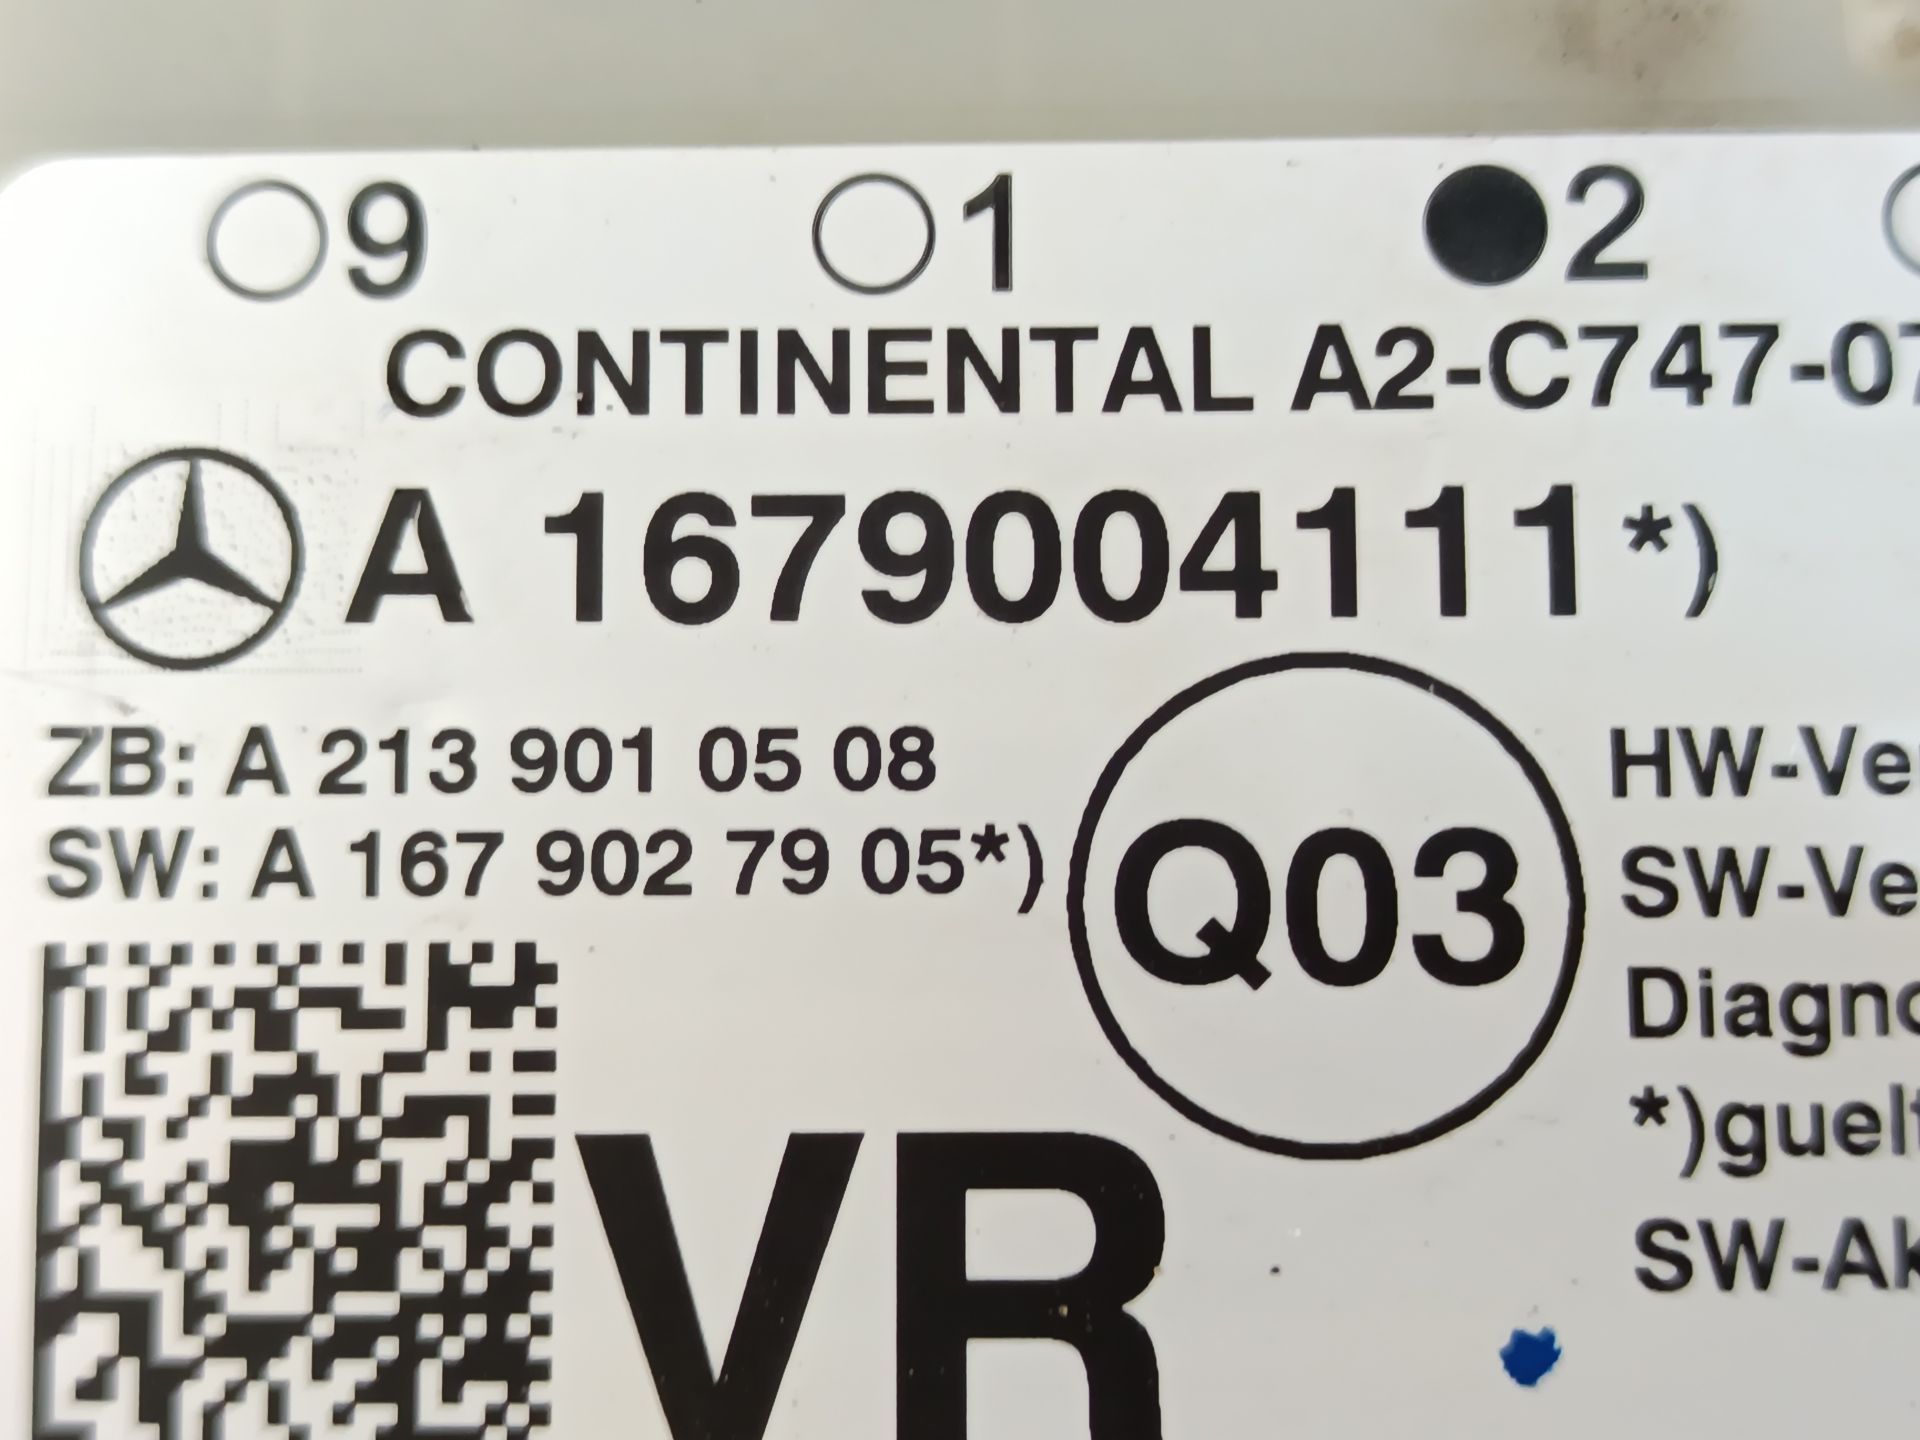 9 1 2
CONTINENTAL A2-C747-07
A 1679004111*)
ZB: A 213 901 05 08
SW: A 167 902 79 05*)
Q03
HW-Ve
SW-Ve
Diagno
*)guelt
SW-Ak
VR